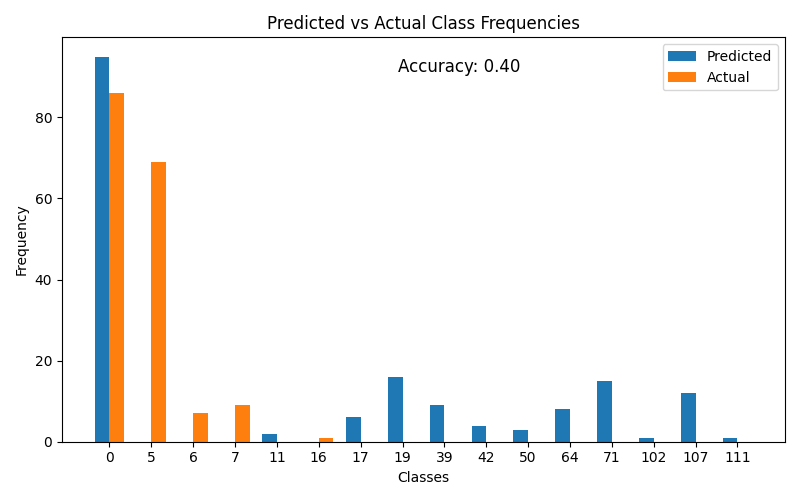 Predicted vs Actual Class Frequencies
Accuracy: 0.40
Predicted
Actual
Frequency
80
60
40
20
0
0 5 6 7 11 16 17 19 39 42 50 64 71 102 107 111
Classes